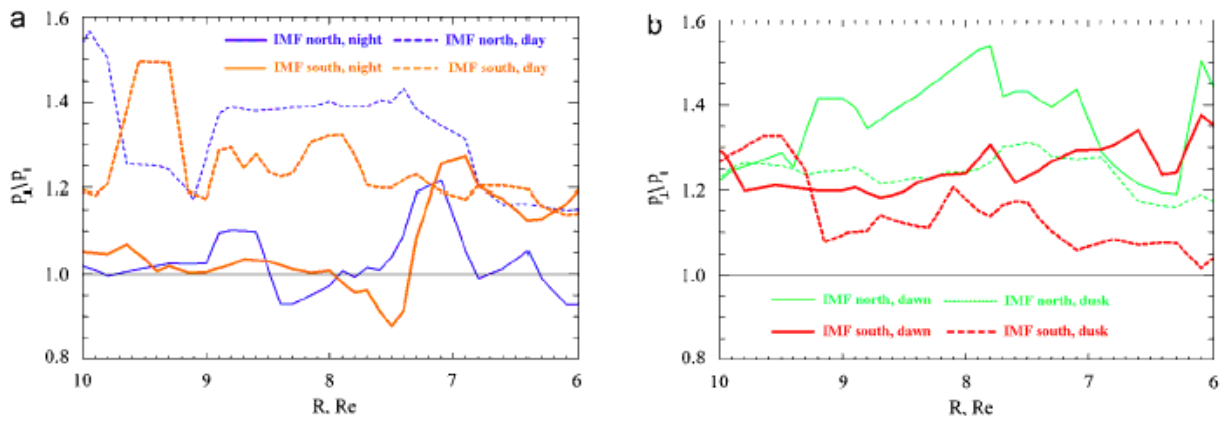 a
1.6
1.4
1.2
1.0
0.8
p⊥\p∥
IMF north, night
IMF north, day
IMF south, night
IMF south, day
10
9
8
7
6
R, Re
b
1.6
1.4
1.2
1.0
0.8
p⊥\p∥
IMF north, dawn
IMF north, dusk
IMF south, dawn
IMF south, dusk
10
9
8
7
6
R, Re